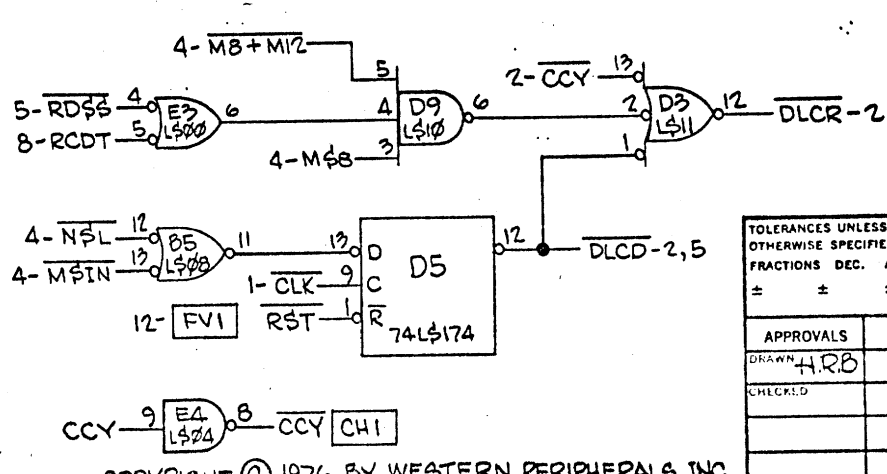 4-M8+M12
5-RDSS 4
E3
LS00
6
8-RCDT 5
5
4
3
D9
LS10
6
4-MS8
2-CCY 13
2
1
D3
LS11
12
DLCR-2
4-NSL 12
B5
LS08
11
4-MSIN 13
13 D
9 C
1 R
D5
74LS174
1-CLK
RST
12- FV1
12
DLCD-2,5
CCY 9
E4
LS04
8
CCY CH1
TOLERANCES UNLESS
OTHERWISE SPECIFIE
FRACTIONS DEC.
± ±
APPROVALS
DRAWN H.R.B
CHECKED
COPYRIGHT © 1976 BY WESTERN PERIPHERALS INC